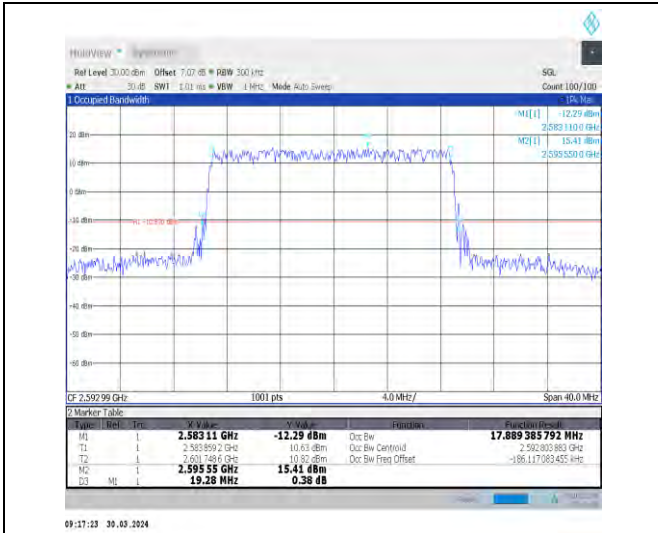 MultiView
Ref Level 30.00 dBm Offset 7.07 dB RBW 300 kHz SGL
Att 30 dB SWT 1.01 ms VBW 1 MHz Mode Auto Sweep Count 100/100
1 Occupied Bandwidth 1Pk Max
M1[1] -12.29 dBm
2.583 110 0 GHz
M2[1] 15.41 dBm
2.595 550 0 GHz
20 dBm
10 dBm
0 dBm
-10 dBm
-20 dBm
-30 dBm
-40 dBm
-50 dBm
-60 dBm
CF 2.592 99 GHz 1001 pts 4.0 MHz/ Span 40.0 MHz
2 Marker Table
Type Ref Trc X-Value Y-Value Function Function Result
M1 1 2.583 11 GHz -12.29 dBm Occ Bw 17.889 385 792 MHz
T1 1 2.583 859 2 GHz 10.63 dBm Occ Bw Centroid 2.592 803 883 GHz
T2 1 2.601 748 6 GHz 10.82 dBm Occ Bw Freq Offset -186.117 083 455 kHz
M2 1 2.595 55 GHz 15.41 dBm
D3 M1 1 19.28 MHz 0.38 dB
09:17:23 30.03.2024